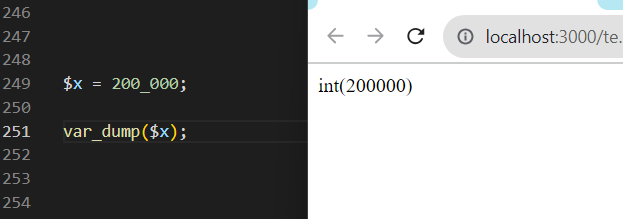 246
247
248
249 $x = 200_000;
250
251 var_dump($x);
252
253
254
localhost:3000/te.
int(200000)